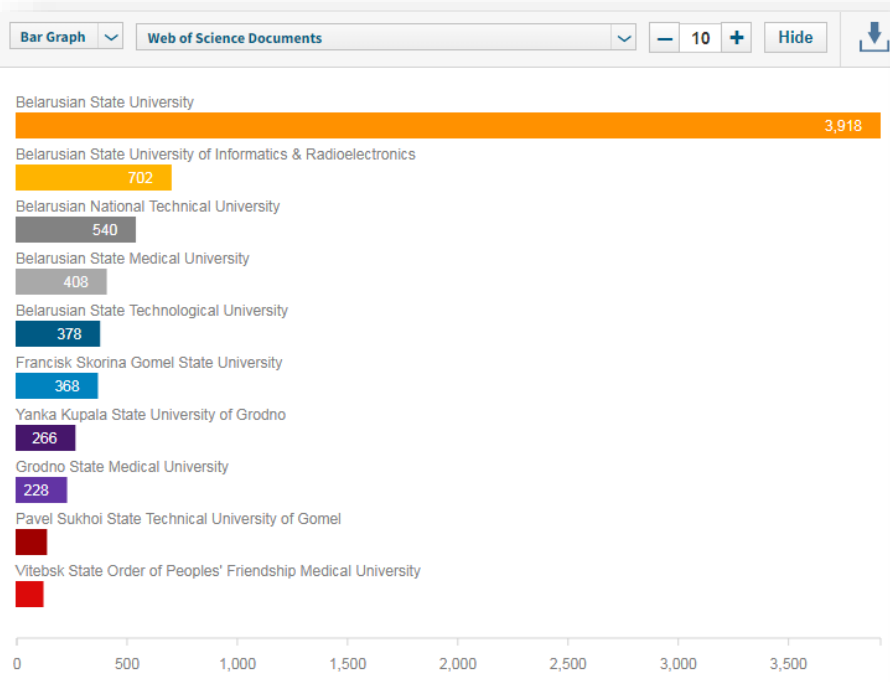 Bar Graph
Web of Science Documents
10
Hide
Belarusian State University
3,918
Belarusian State University of Informatics & Radioelectronics
702
Belarusian National Technical University
540
Belarusian State Medical University
408
Belarusian State Technological University
378
Francisk Skorina Gomel State University
368
Yanka Kupala State University of Grodno
266
Grodno State Medical University
228
Pavel Sukhoi State Technical University of Gomel
Vitebsk State Order of Peoples' Friendship Medical University
0 500 1,000 1,500 2,000 2,500 3,000 3,500